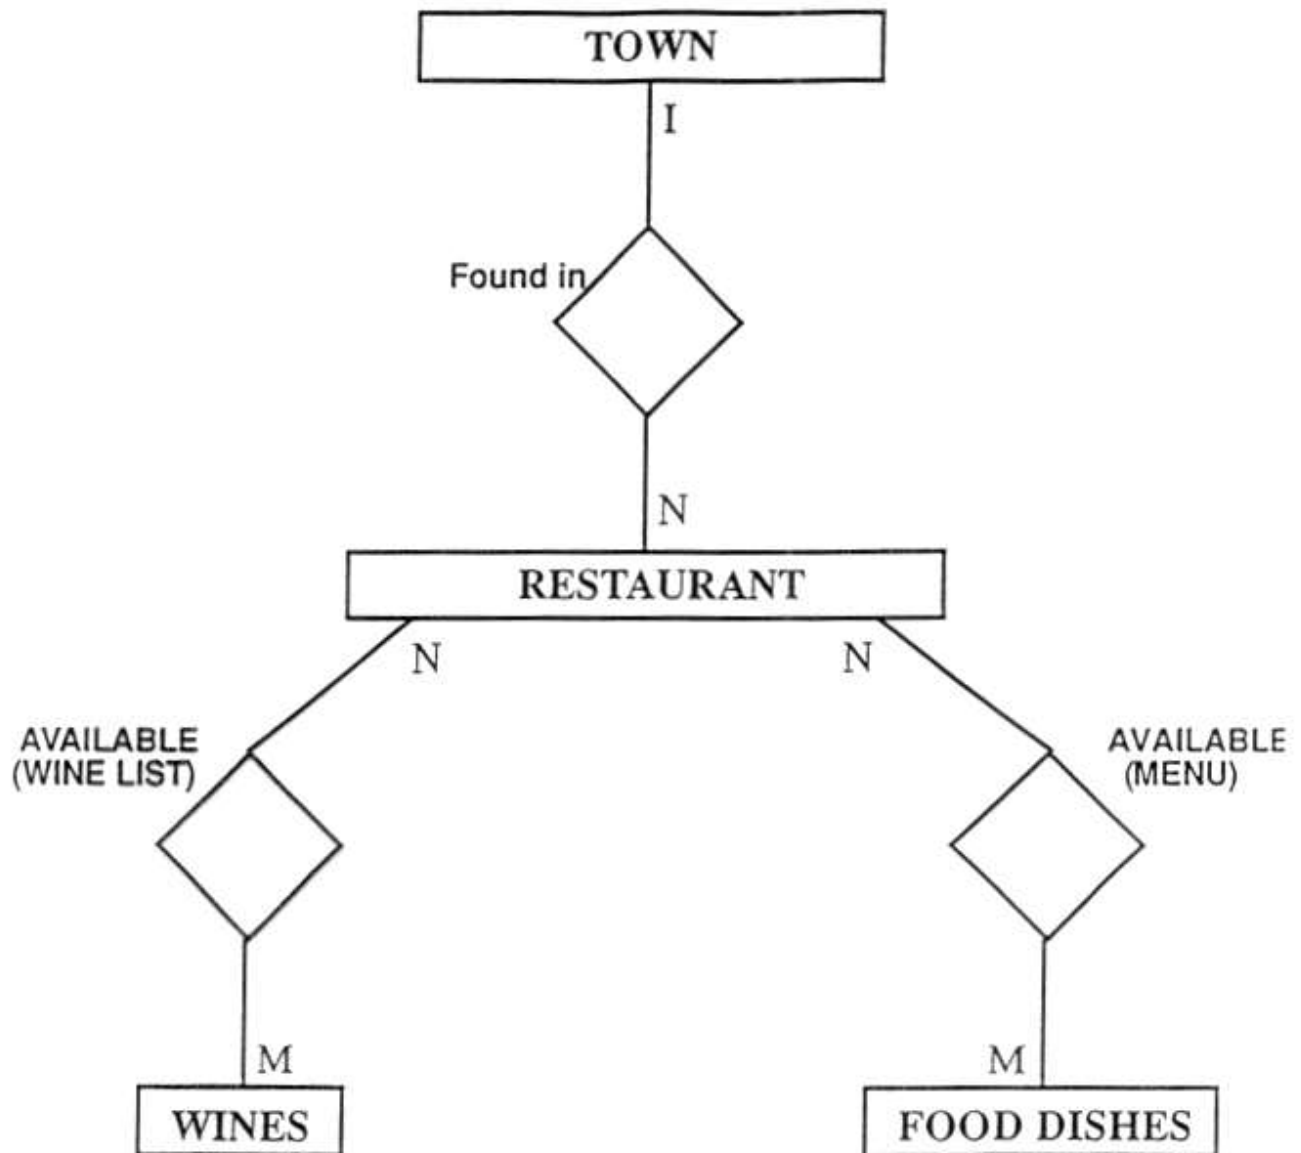 TOWN
I
Found in
N
RESTAURANT
N
N
AVAILABLE
(WINE LIST)
AVAILABLE
(MENU)
M
M
WINES
FOOD DISHES